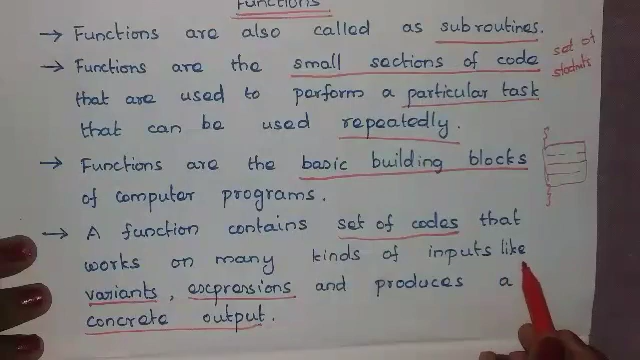 Functions
→ Functions are also called as subroutines.
→ Functions are the small sections of code
that are used to perform a particular task
that can be used repeatedly.
set of
→ Functions are the basic building blocks
of computer programs.
→ A function contains set of codes that
works on many kinds of inputs like
variants, expressions and produces a
concrete output.